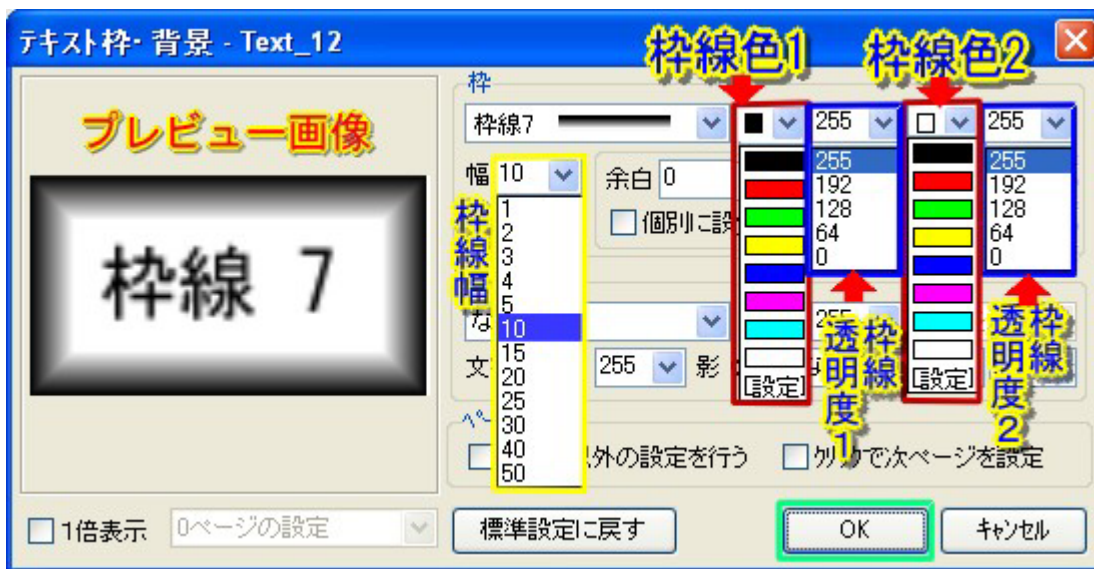 テキスト枠・背景 - Text_12
枠線色1
枠線色2
プレビュー画像
枠線 7
枠
枠線7
255
255
幅 10
余白 0
個別に設
枠線幅
1
2
3
4
5
10
15
20
25
30
40
50
[設定]
255
192
128
64
0
枠線透明度1
[設定]
255
192
128
64
0
枠線透明度2
な
255
文
255
影
外の設定を行う
クリックで次ページを設定
1倍表示
0ページの設定
標準設定に戻す
OK
キャンセル